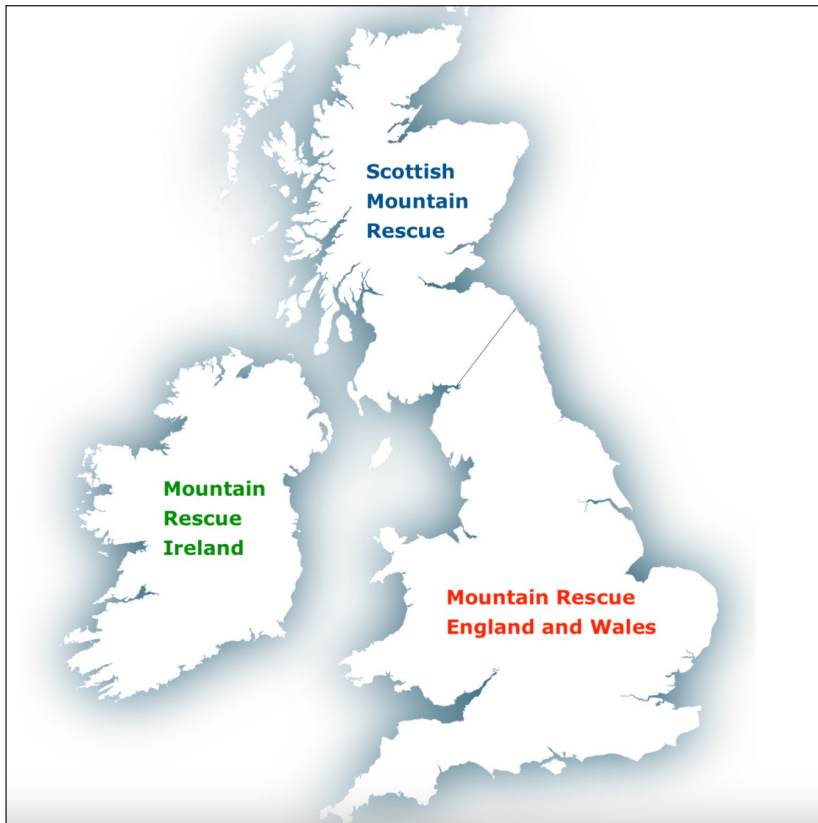 Scottish
Mountain
Rescue
Mountain
Rescue
Ireland
Mountain Rescue
England and Wales